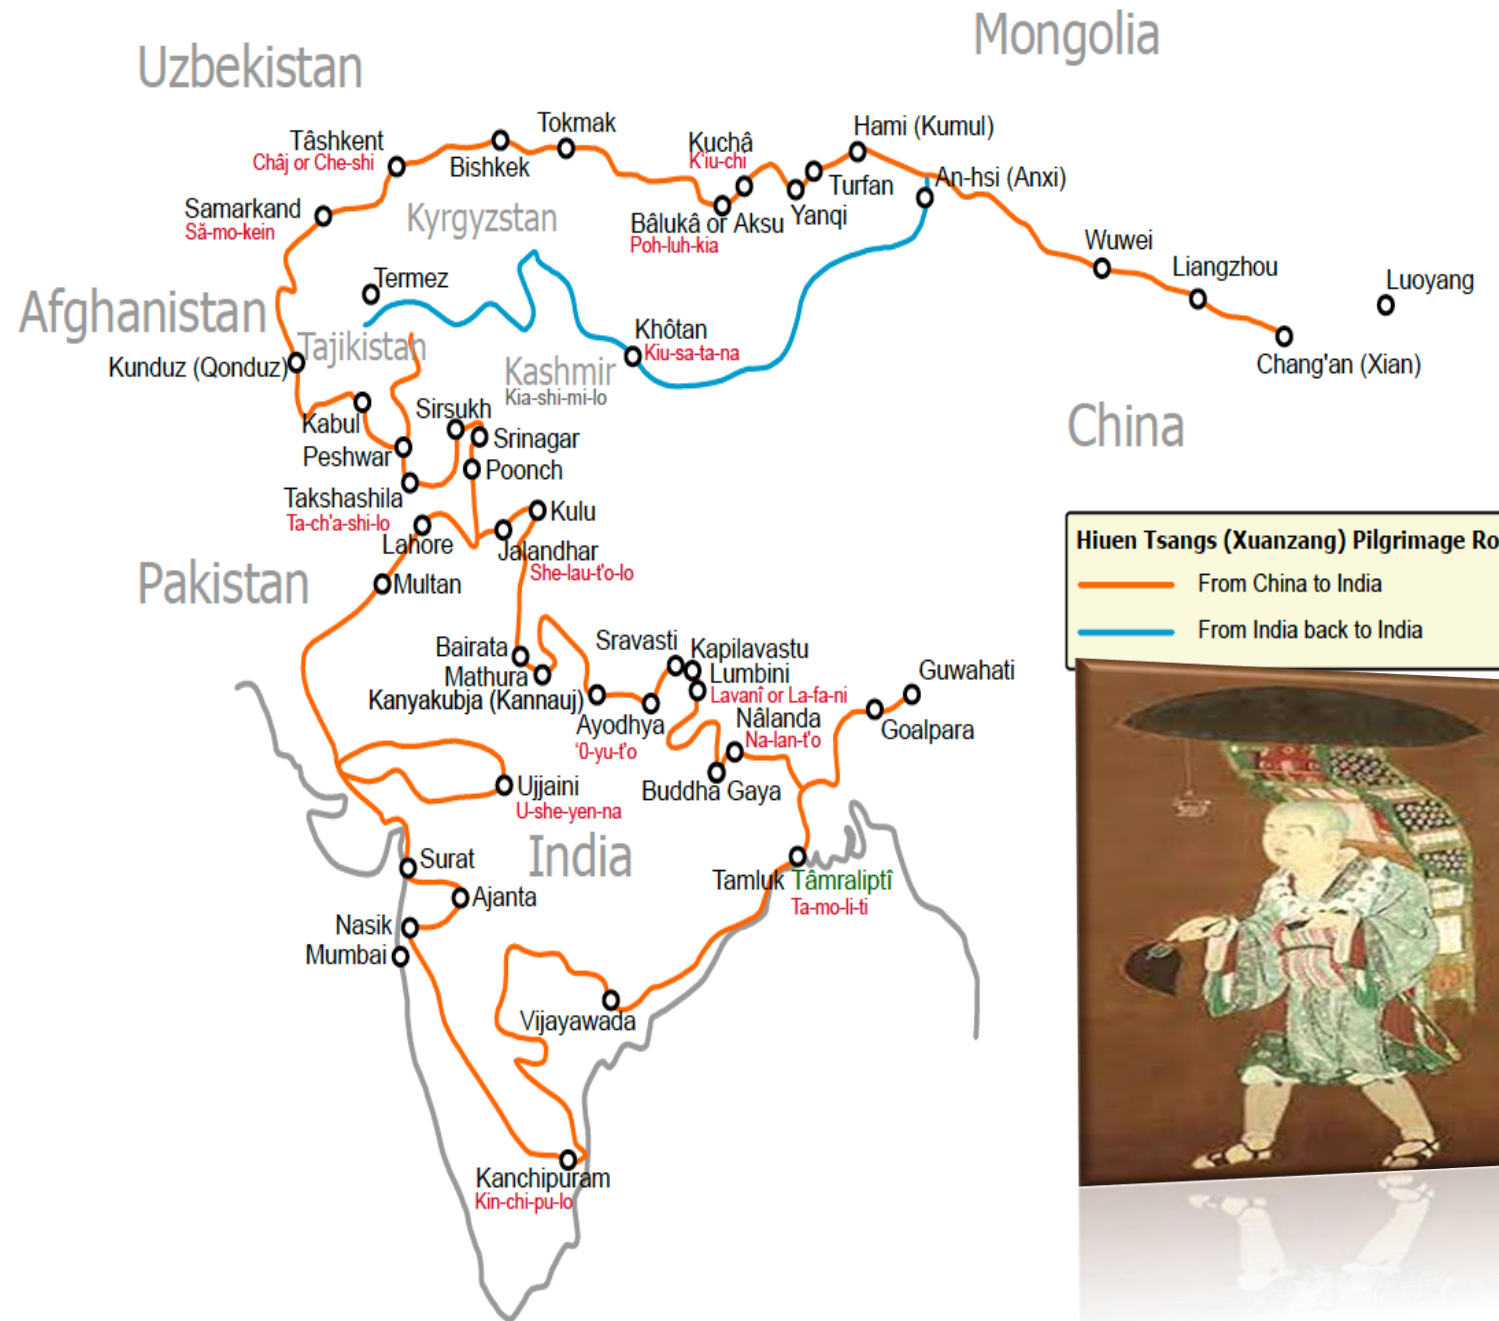 Mongolia
Uzbekistan
Tokmak
Hami (Kumul)
Tâshkent
Châj or Che-shi
Bishkek
Kuchâ
K'iu-chi
Turfan
An-hsi (Anxi)
Samarkand
Să-mo-kein
Kyrgyzstan
Bâlukâ or Aksu
Poh-luh-kia
Yanqi
Wuwei
Liangzhou
Luoyang
Termez
Afghanistan
Tajikistan
Khôtan
Kiu-sa-ta-na
Kunduz (Qonduz)
Kashmir
Kia-shi-mi-lo
Chang'an (Xian)
China
Kabul
Sirsukh
Srinagar
Peshwar
Poonch
Takshashila
Ta-ch'a-shi-lo
Kulu
Lahore
Jalandhar
She-lau-t'o-lo
Hiuen Tsangs (Xuanzang) Pilgrimage Ro
From China to India
From India back to India
Pakistan
Multan
Bairata
Mathura
Kanyakubja (Kannauj)
Sravasti
Kapilavastu
Lumbini
Lavanî or La-fa-ni
Guwahati
Ayodhya
'0-yu-t'o
Nâlanda
Na-lan-t'o
Goalpara
Buddha Gaya
Ujjaini
U-she-yen-na
India
Surat
Ajanta
Tamluk Tâmraliptî
Ta-mo-li-ti
Nasik
Mumbai
Vijayawada
Kanchipuram
Kin-chi-pu-lo